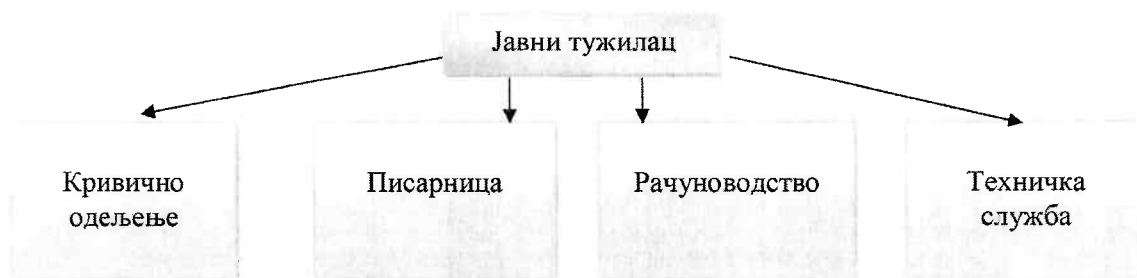 Јавни тужилац
Кривично
одељење
Писарница
Рачуноводство
Техничка
служба